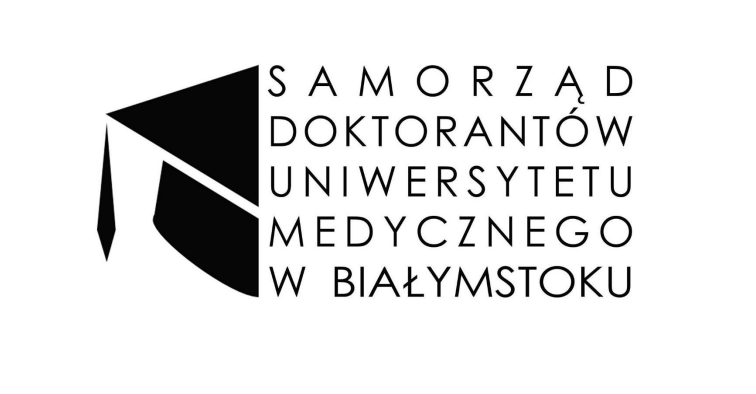 SAMORZĄD
DOKTORANTÓW
UNIWERSYTETU
MEDYCZNEGO
W BIAŁYMSTOKU